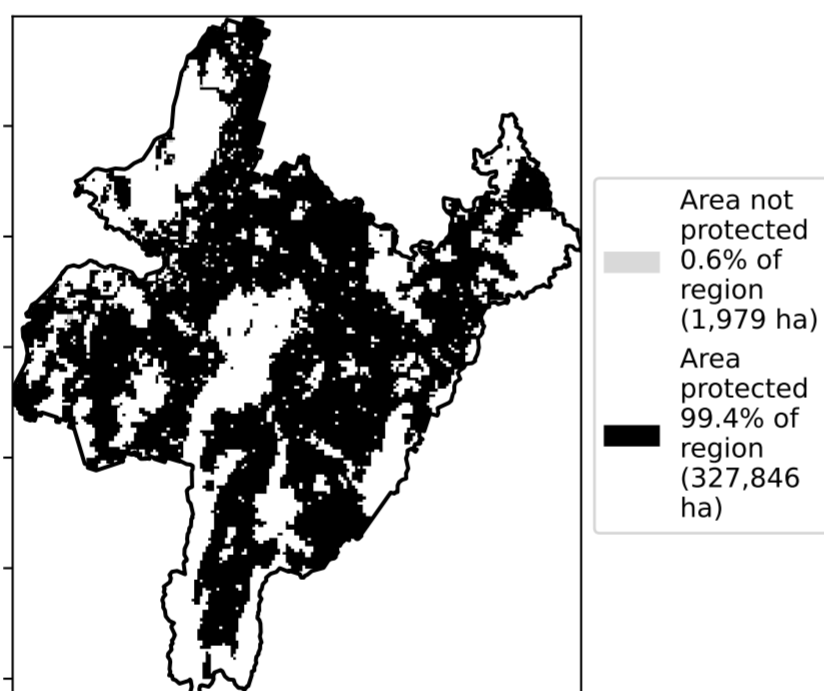 Area not
protected
0.6% of
region
(1,979 ha)
Area
protected
99.4% of
region
(327,846
ha)